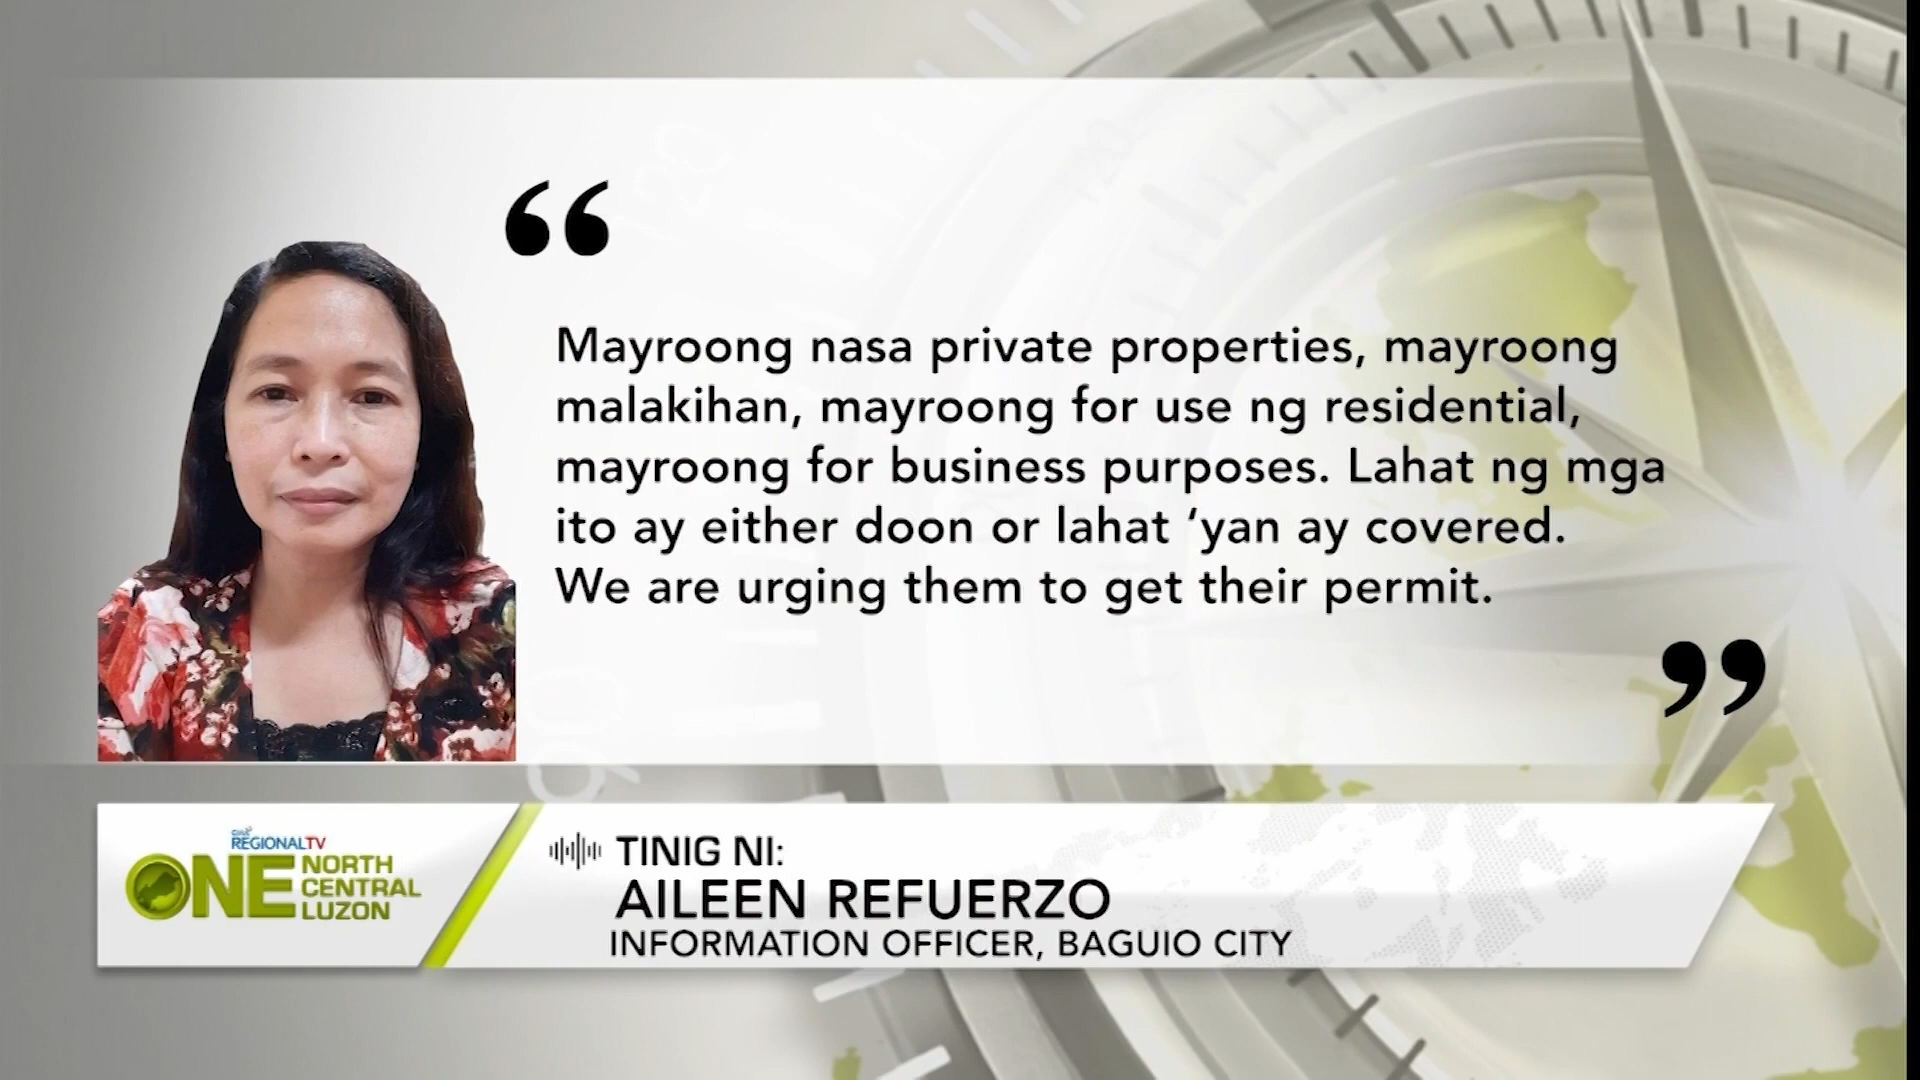 “
Mayroong nasa private properties, mayroong
malakihan, mayroong for use ng residential,
mayroong for business purposes. Lahat ng mga
ito ay either doon or lahat ‘yan ay covered.
We are urging them to get their permit.
”
GMA
REGIONALTV
ONE NORTH
CENTRAL
LUZON
TINIG NI:
AILEEN REFUERZO
INFORMATION OFFICER, BAGUIO CITY